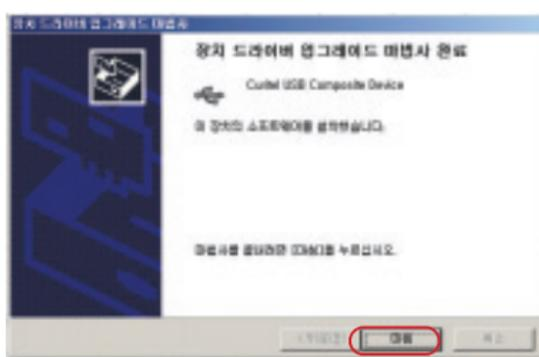 장치 드라이버 업그레이드 마법사
장치 드라이버 업그레이드 마법사 완료
Curitel USB Composite Device
이 장치의 소프트웨어를 설치했습니다.
마법사를 끝내려면 [마침]을 누르십시오.
마침
취소